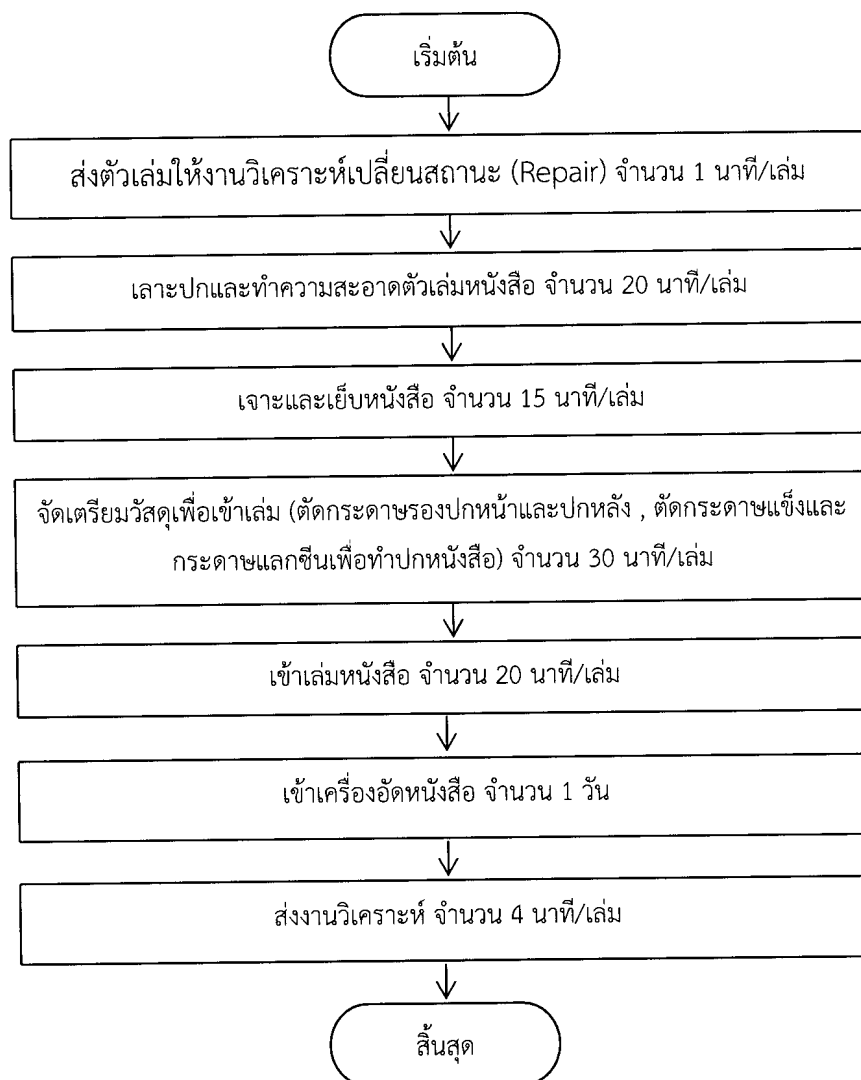 เริ่มต้น
ส่งตัวเล่มให้งานวิเคราะห์เปลี่ยนสถานะ (Repair) จำนวน 1 นาที/เล่ม
เลาะปกและทำความสะอาดตัวเล่มหนังสือ จำนวน 20 นาที/เล่ม
เจาะและเย็บหนังสือ จำนวน 15 นาที/เล่ม
จัดเตรียมวัสดุเพื่อเข้าเล่ม (ตัดกระดาษรองปกหน้าและปกหลัง , ตัดกระดาษแข็งและ
กระดาษแลกซีนเพื่อทำปกหนังสือ) จำนวน 30 นาที/เล่ม
เข้าเล่มหนังสือ จำนวน 20 นาที/เล่ม
เข้าเครื่องอัดหนังสือ จำนวน 1 วัน
ส่งงานวิเคราะห์ จำนวน 4 นาที/เล่ม
สิ้นสุด